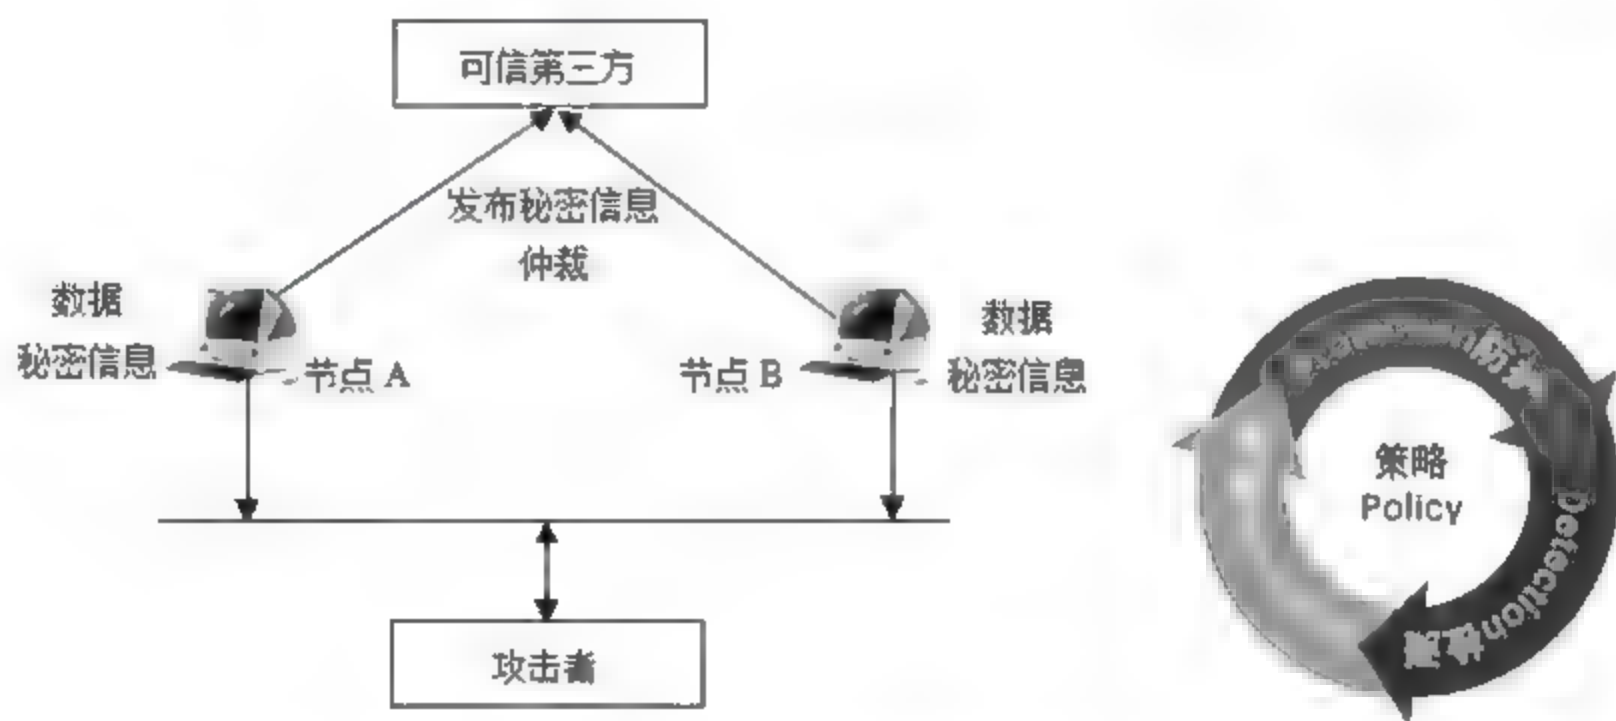 可信第三方
发布秘密信息
仲裁
数据
秘密信息
节点 A
节点 B
数据
秘密信息
攻击者
策略
Policy
防护
Detection 检测